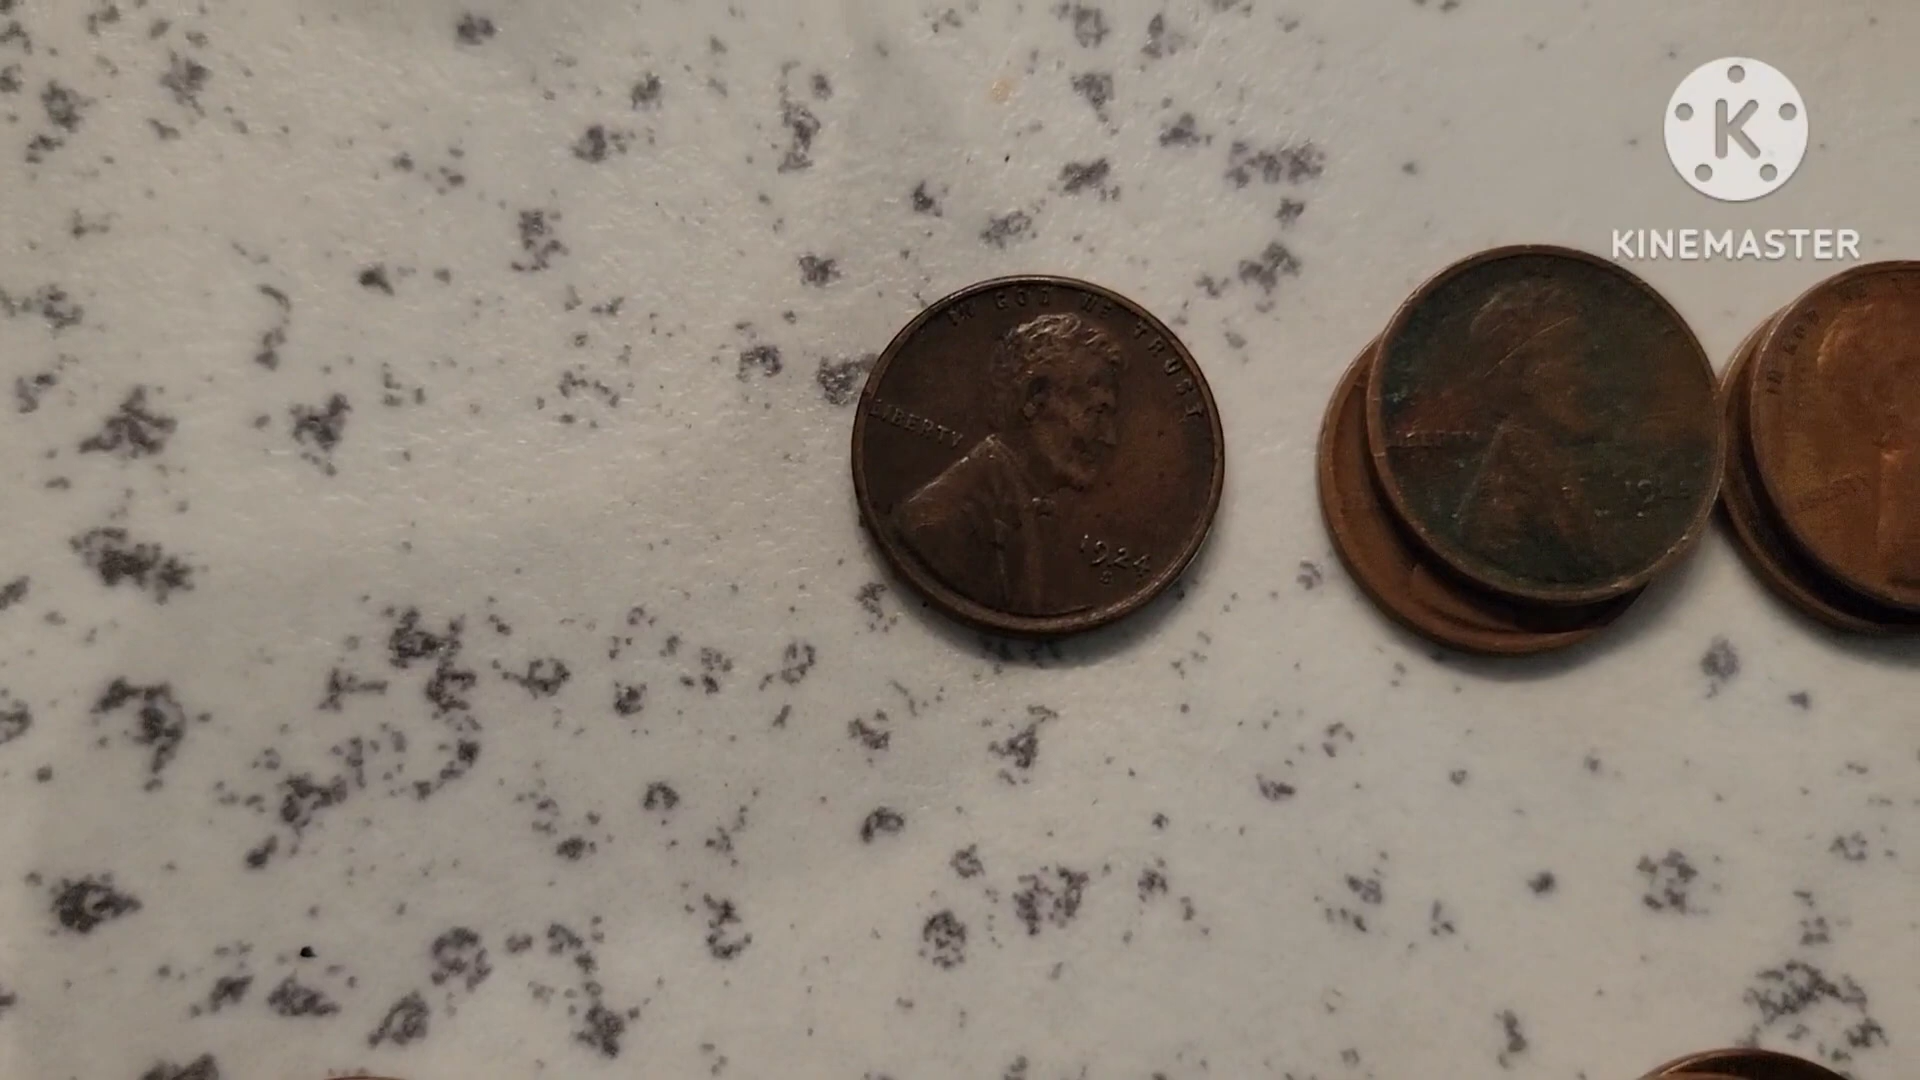 K
KINEMASTER
IN GOD WE TRUST
LIBERTY
1924
S
LIBERTY